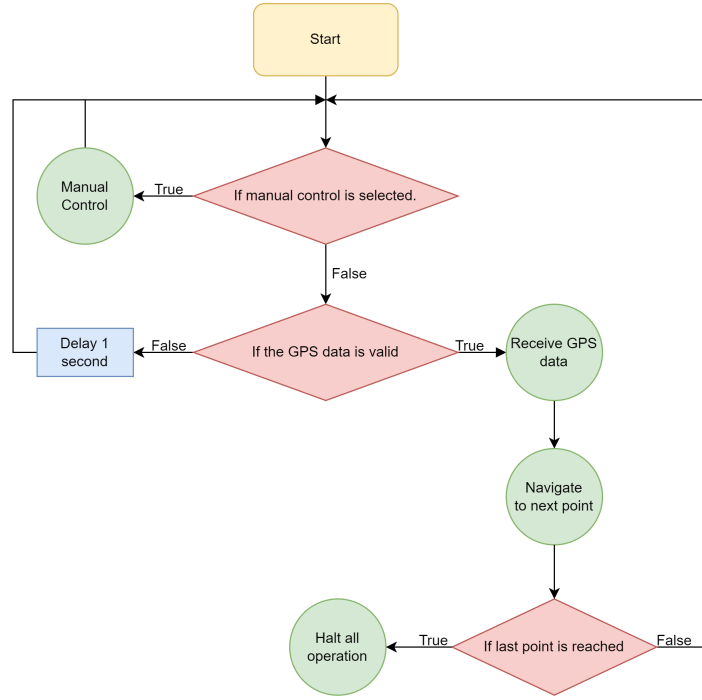 Start
If manual control is selected.
True
Manual
Control
False
If the GPS data is valid
False
Delay 1
second
True
Receive GPS
data
Navigate
to next point
If last point is reached
True
Halt all
operation
False